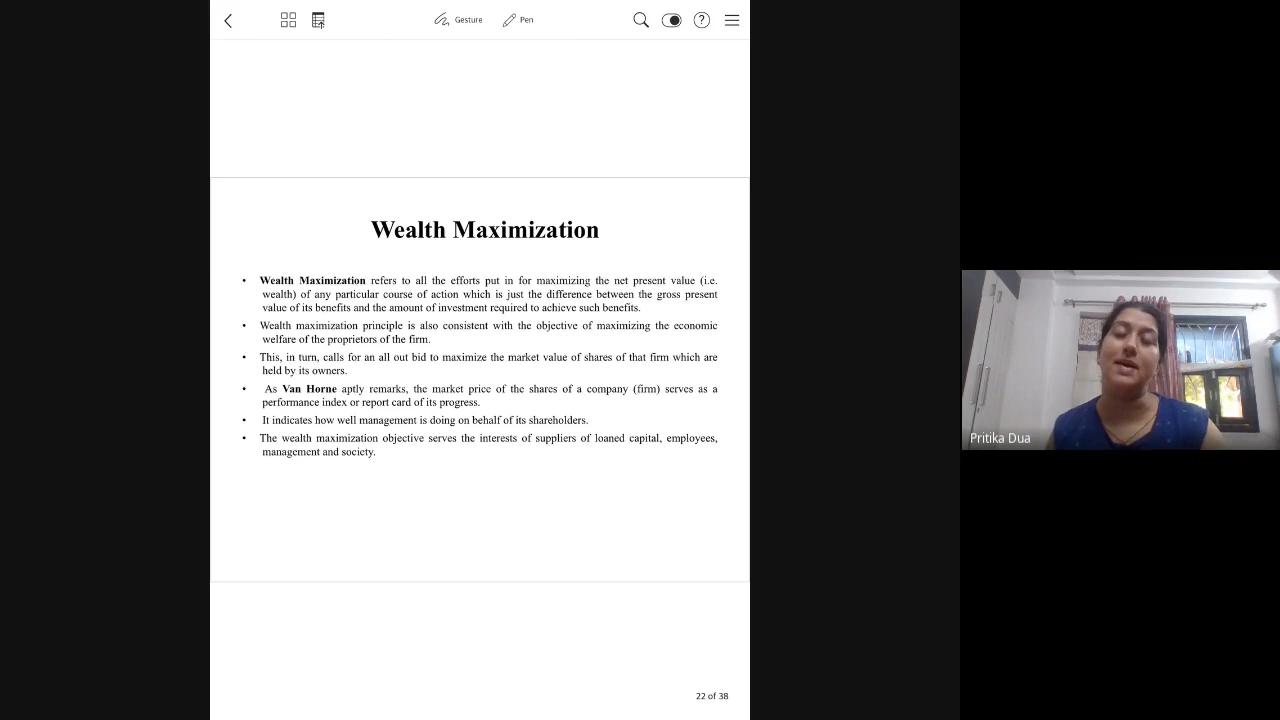 Gesture Pen
Wealth Maximization
• Wealth Maximization refers to all the efforts put in for maximizing the net present value (i.e.
wealth) of any particular course of action which is just the difference between the gross present
value of its benefits and the amount of investment required to achieve such benefits.
• Wealth maximization principle is also consistent with the objective of maximizing the economic
welfare of the proprietors of the firm.
• This, in turn, calls for an all out bid to maximize the market value of shares of that firm which are
held by its owners.
• As Van Horne aptly remarks, the market price of the shares of a company (firm) serves as a
performance index or report card of its progress.
• It indicates how well management is doing on behalf of its shareholders.
• The wealth maximization objective serves the interests of suppliers of loaned capital, employees,
management and society.
22 of 38
Pritika Dua